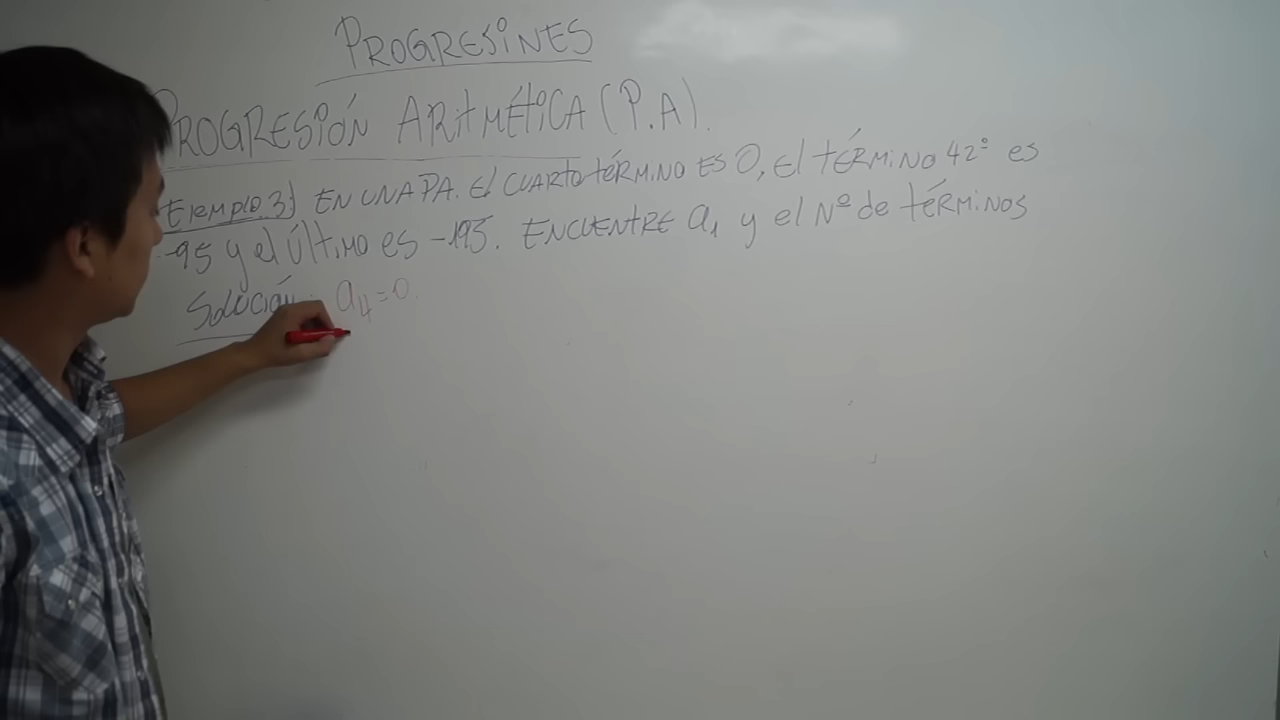 PROGRESINES
PROGRESIÓN ARITMÉTICA (P.A).
EJEMPLO.3) EN UNA PA. El CUARTO TÉRMINO ES 0, El TÉRMINO 42º es
-95 y el ÚLTIMO es -195. ENCUENTRE a₁ y el Nº de TÉRMINOS
Solución: a₄=0.